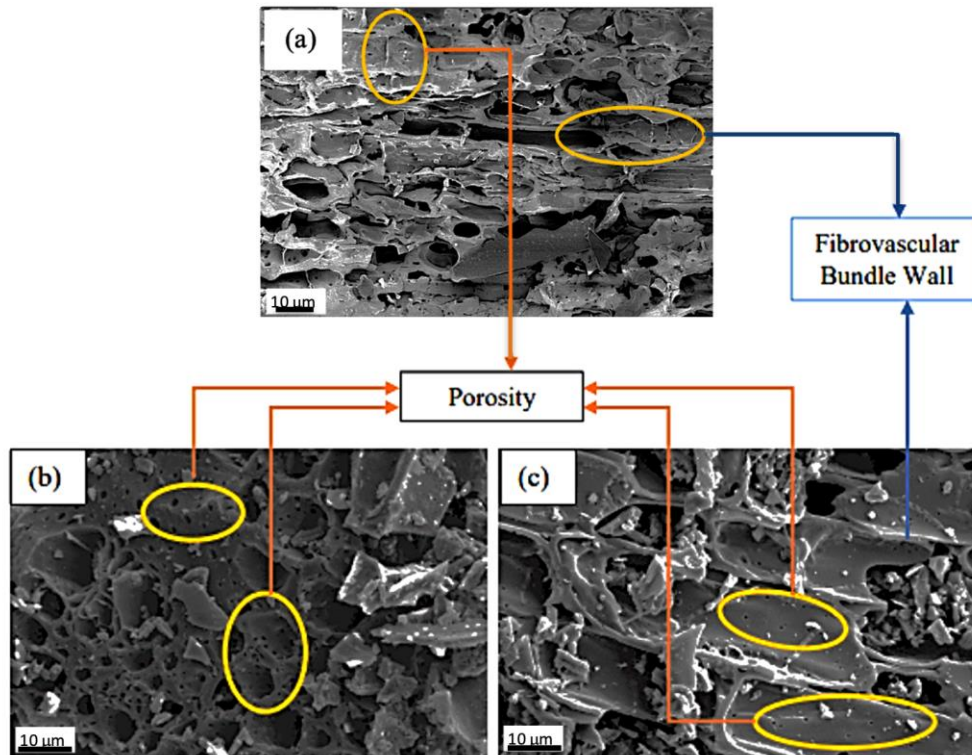 (a)
10 µm
Fibrovascular
Bundle Wall
Porosity
(b)
10 µm
(c)
10 µm